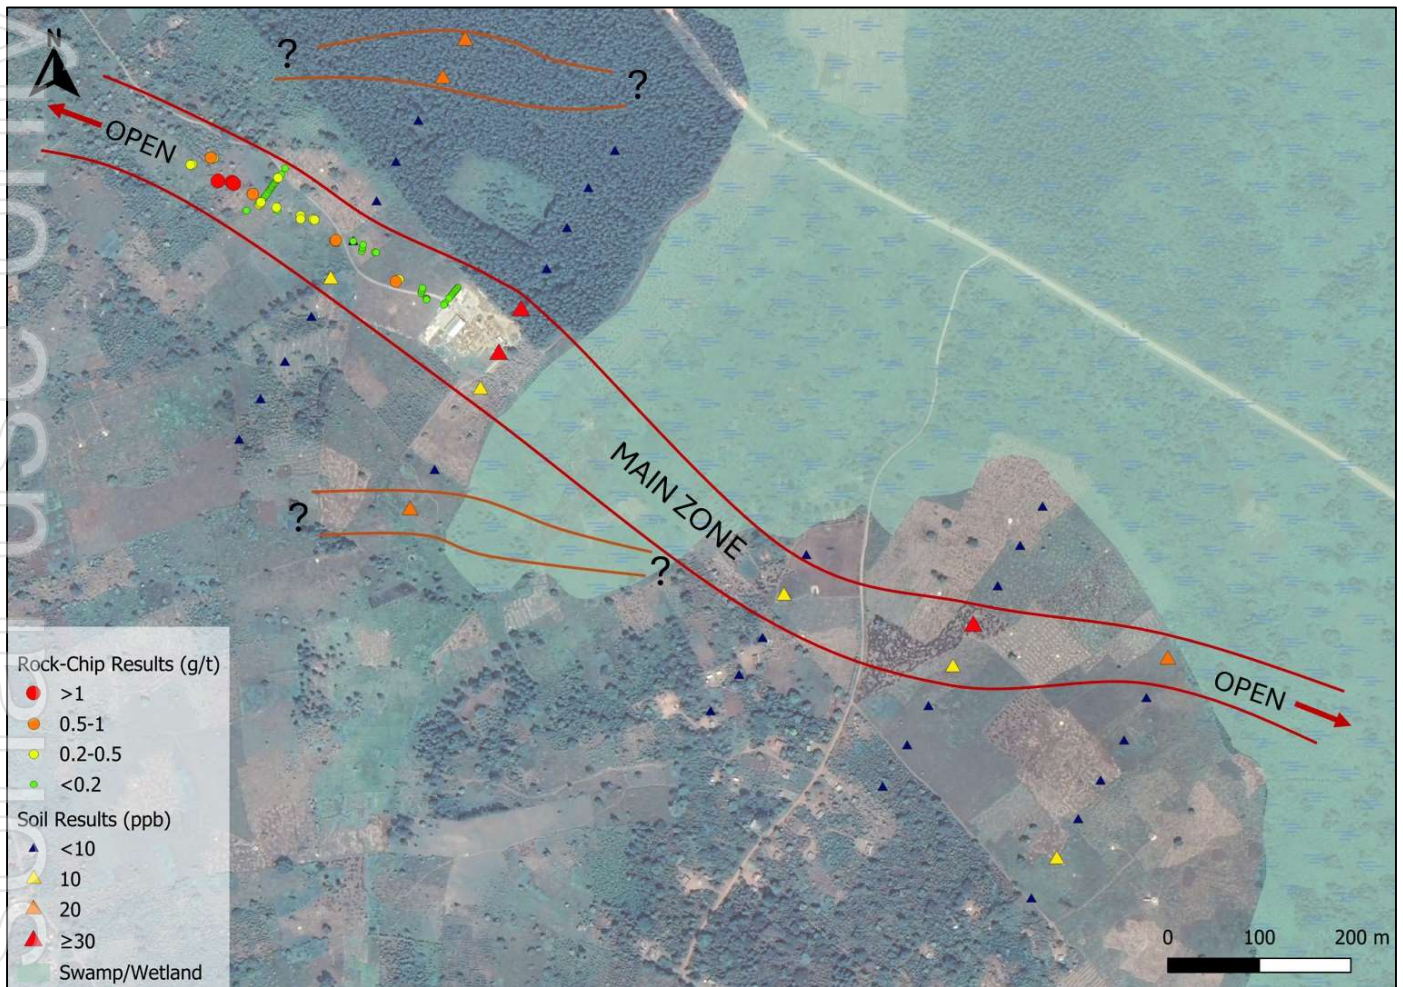 N
?
?
OPEN
MAIN ZONE
?
?
OPEN
Rock-Chip Results (g/t)
>1
0.5-1
0.2-0.5
<0.2
Soil Results (ppb)
<10
10
20
≥30
Swamp/Wetland
0 100 200 m